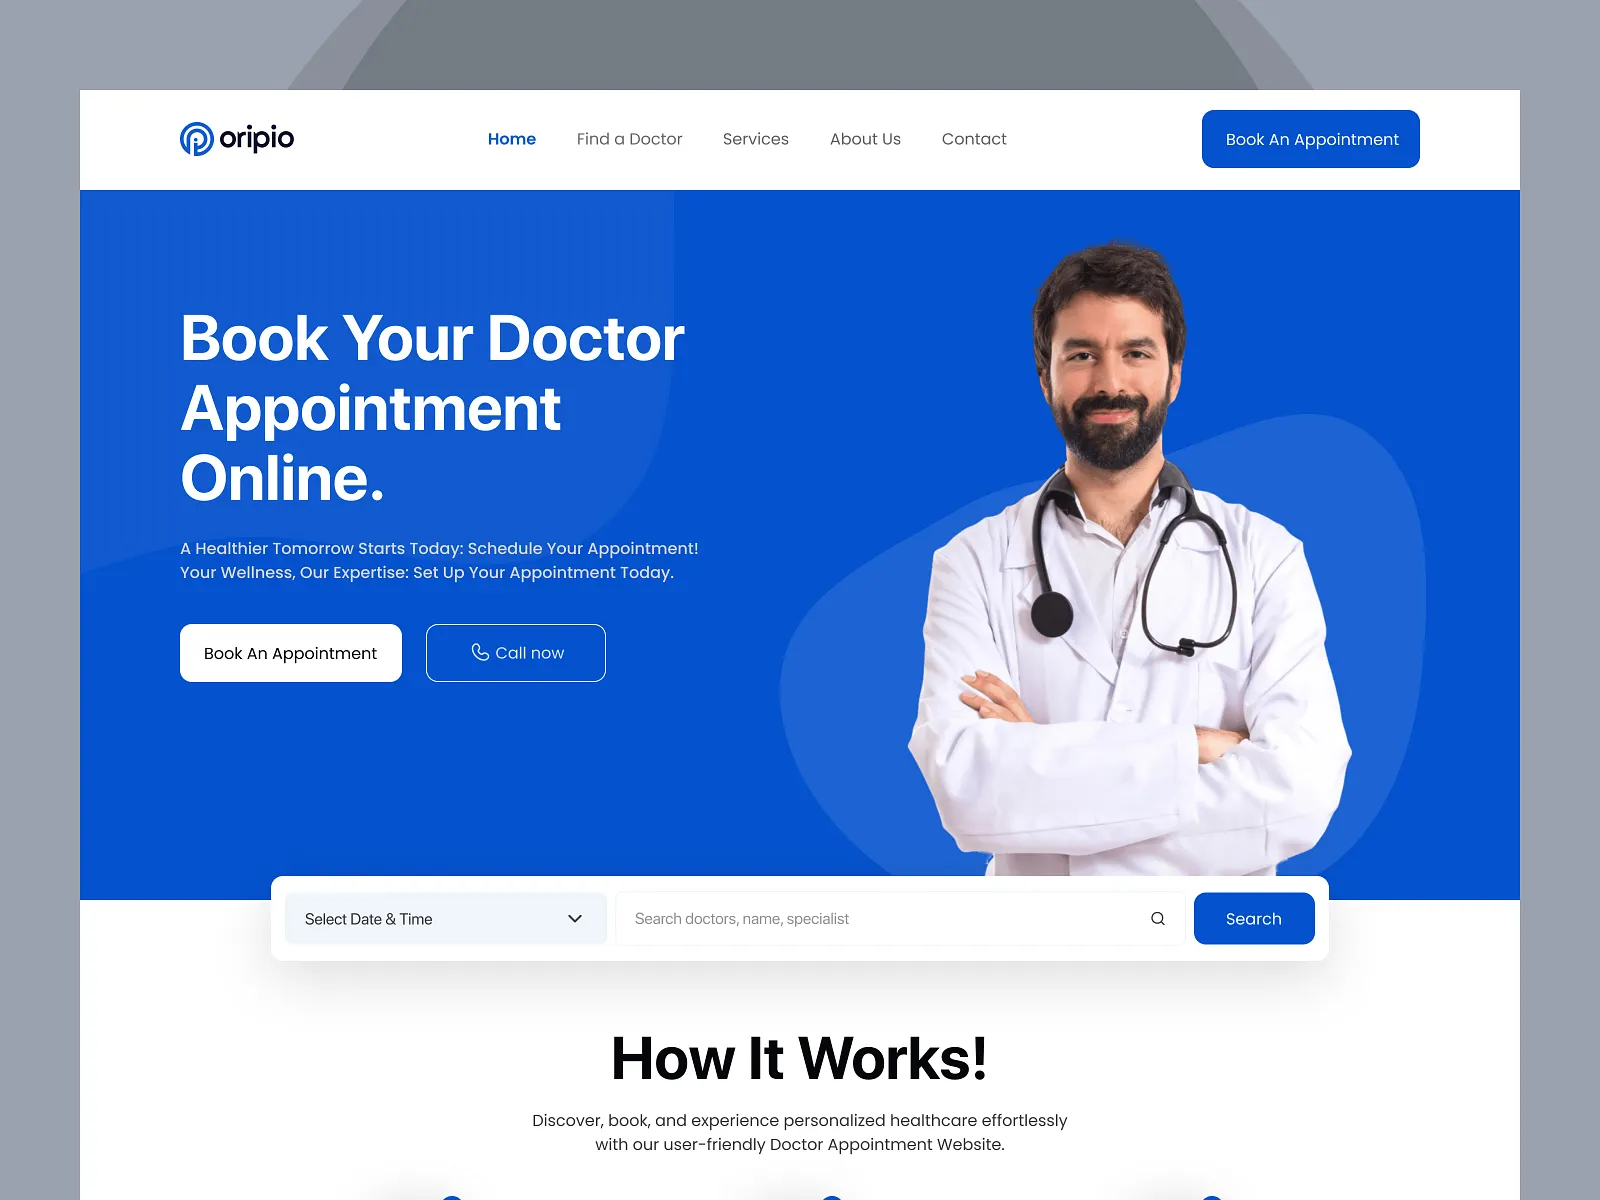 oripio
Home
Find a Doctor
Services
About Us
Contact
Book An Appointment
Book Your Doctor
Appointment
Online.
A Healthier Tomorrow Starts Today: Schedule Your Appointment!
Your Wellness, Our Expertise: Set Up Your Appointment Today.
Book An Appointment
Call now
Select Date & Time
Search doctors, name, specialist
Search
How It Works!
Discover, book, and experience personalized healthcare effortlessly
with our user-friendly Doctor Appointment Website.